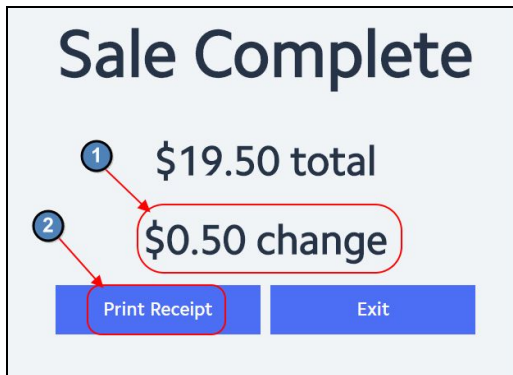 Sale Complete
1
$19.50 total
2
$0.50 change
Print Receipt
Exit